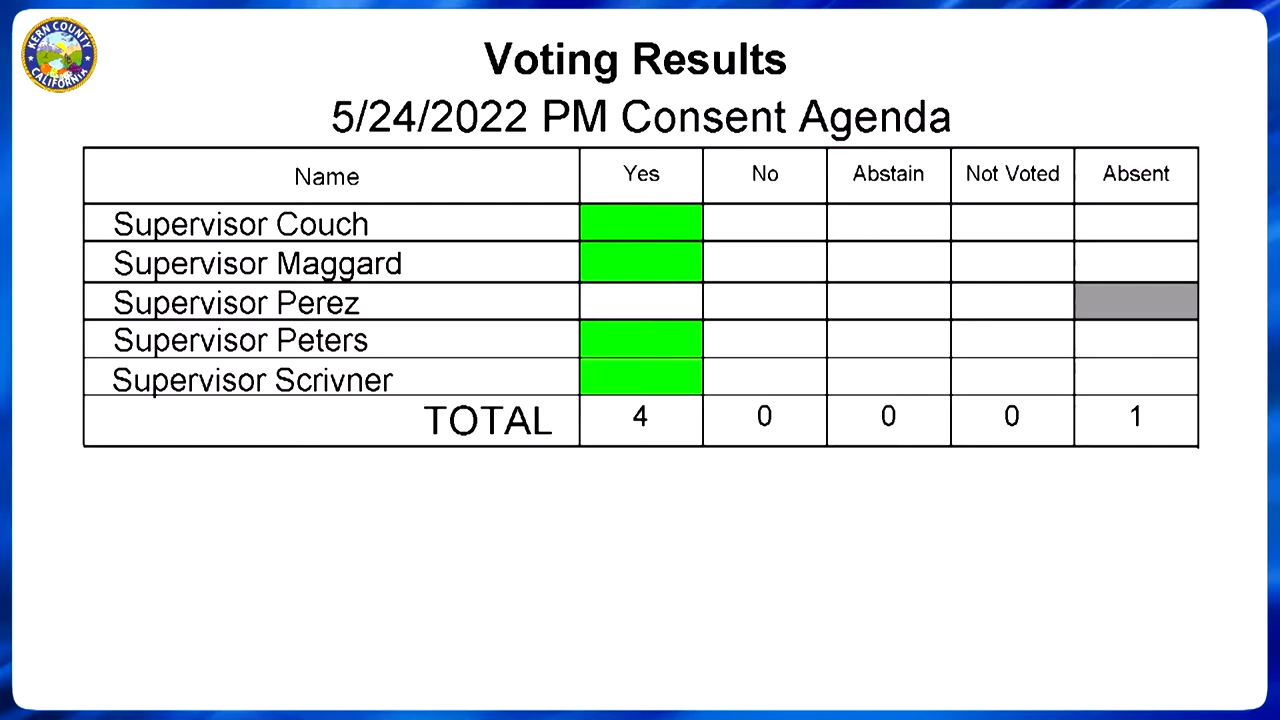 KERN COUNTY
CALIFORNIA
Voting Results
5/24/2022 PM Consent Agenda
Name Yes No Abstain Not Voted Absent
Supervisor Couch
Supervisor Maggard
Supervisor Perez
Supervisor Peters
Supervisor Scrivner
TOTAL 4 0 0 0 1